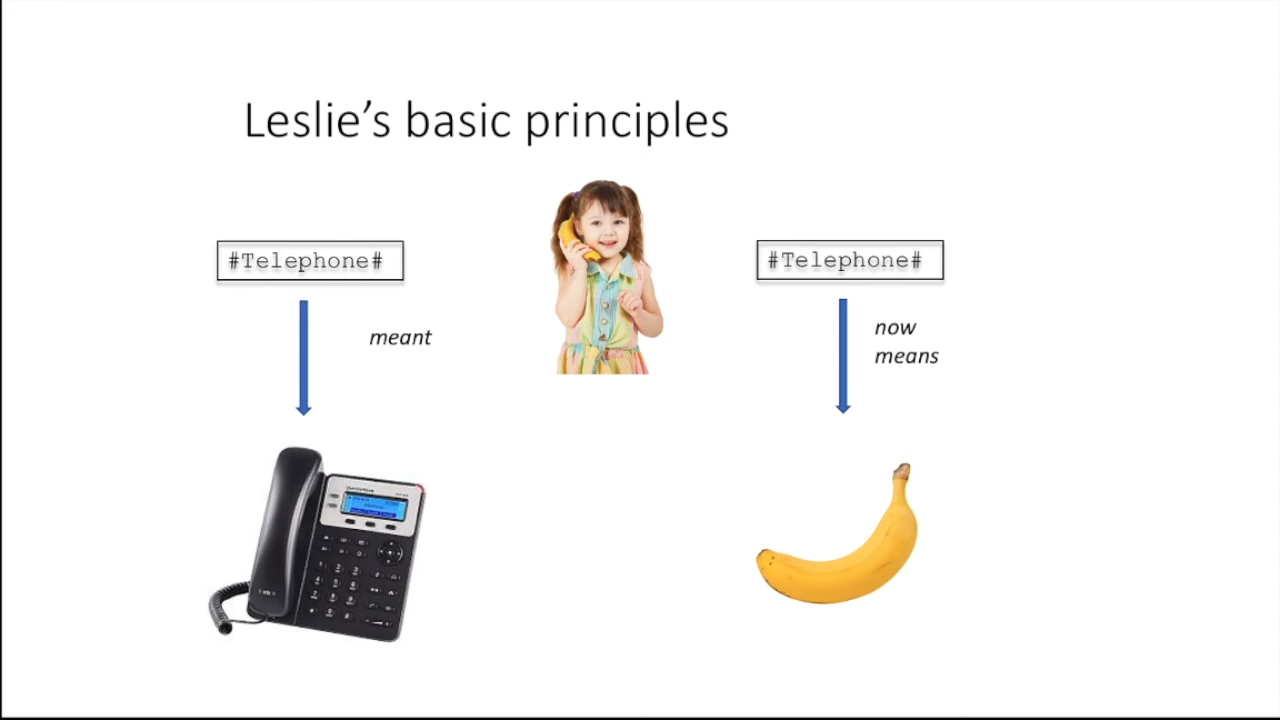 Leslie's basic principles
#Telephone#
#Telephone#
meant
now
means